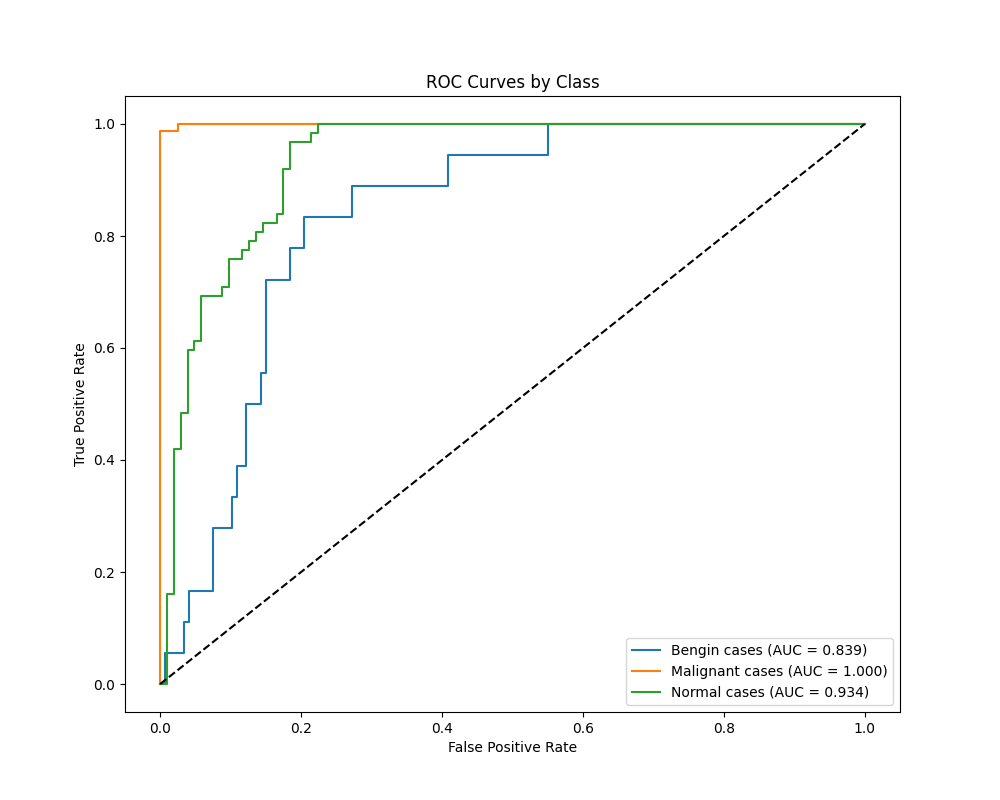 ROC Curves by Class
True Positive Rate
1.0
0.8
0.6
0.4
0.2
0.0
0.0 0.2 0.4 0.6 0.8 1.0
False Positive Rate
Bengin cases (AUC = 0.839)
Malignant cases (AUC = 1.000)
Normal cases (AUC = 0.934)